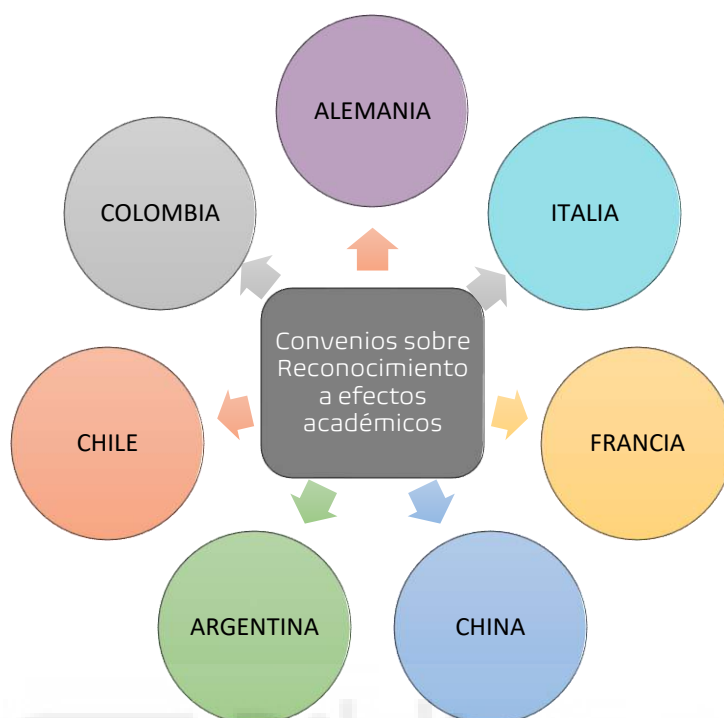 ALEMANIA
COLOMBIA
ITALIA
Convenios sobre
Reconocimiento
a efectos
académicos
CHILE
FRANCIA
ARGENTINA
CHINA